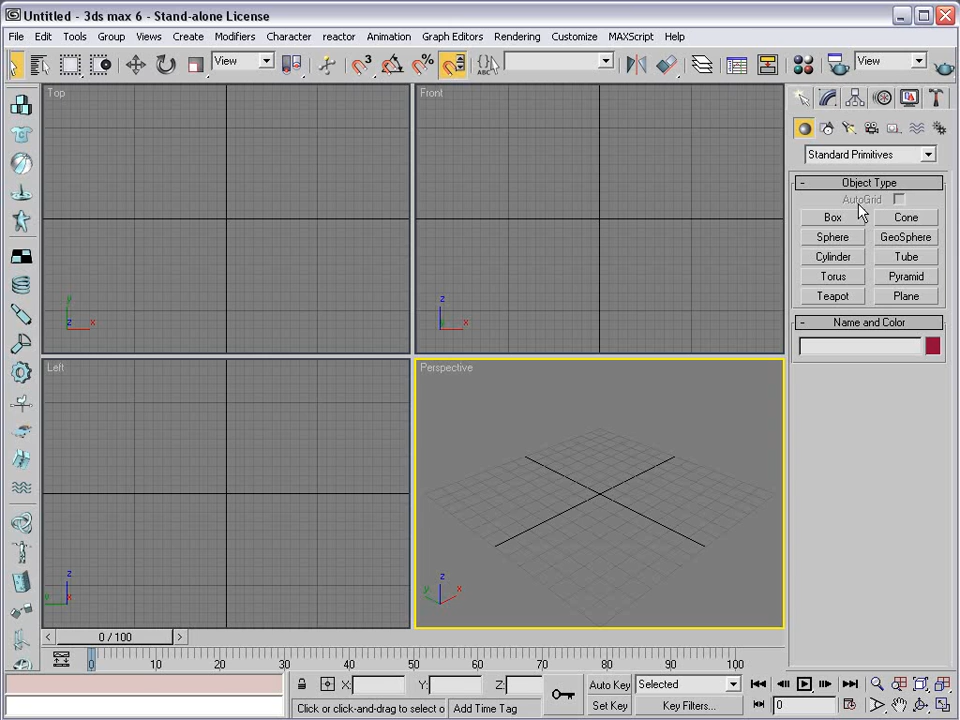 Untitled - 3ds max 6 - Stand-alone License
File Edit Tools Group Views Create Modifiers Character reactor Animation Graph Editors Rendering Customize MAXScript Help
View 3 % {} ABC View
Top
Front
Standard Primitives
- Object Type
AutoGrid
Box Cone
Sphere GeoSphere
Cylinder Tube
Torus Pyramid
Teapot Plane
- Name and Color
y
z x
z
y x
Left
Perspective
z
y x
z
y x
< 0 / 100 >
0 10 20 30 40 50 60 70 80 90 100
X: Y: Z: Auto Key Selected
Click or click-and-drag to select o Add Time Tag Set Key Key Filters... 0